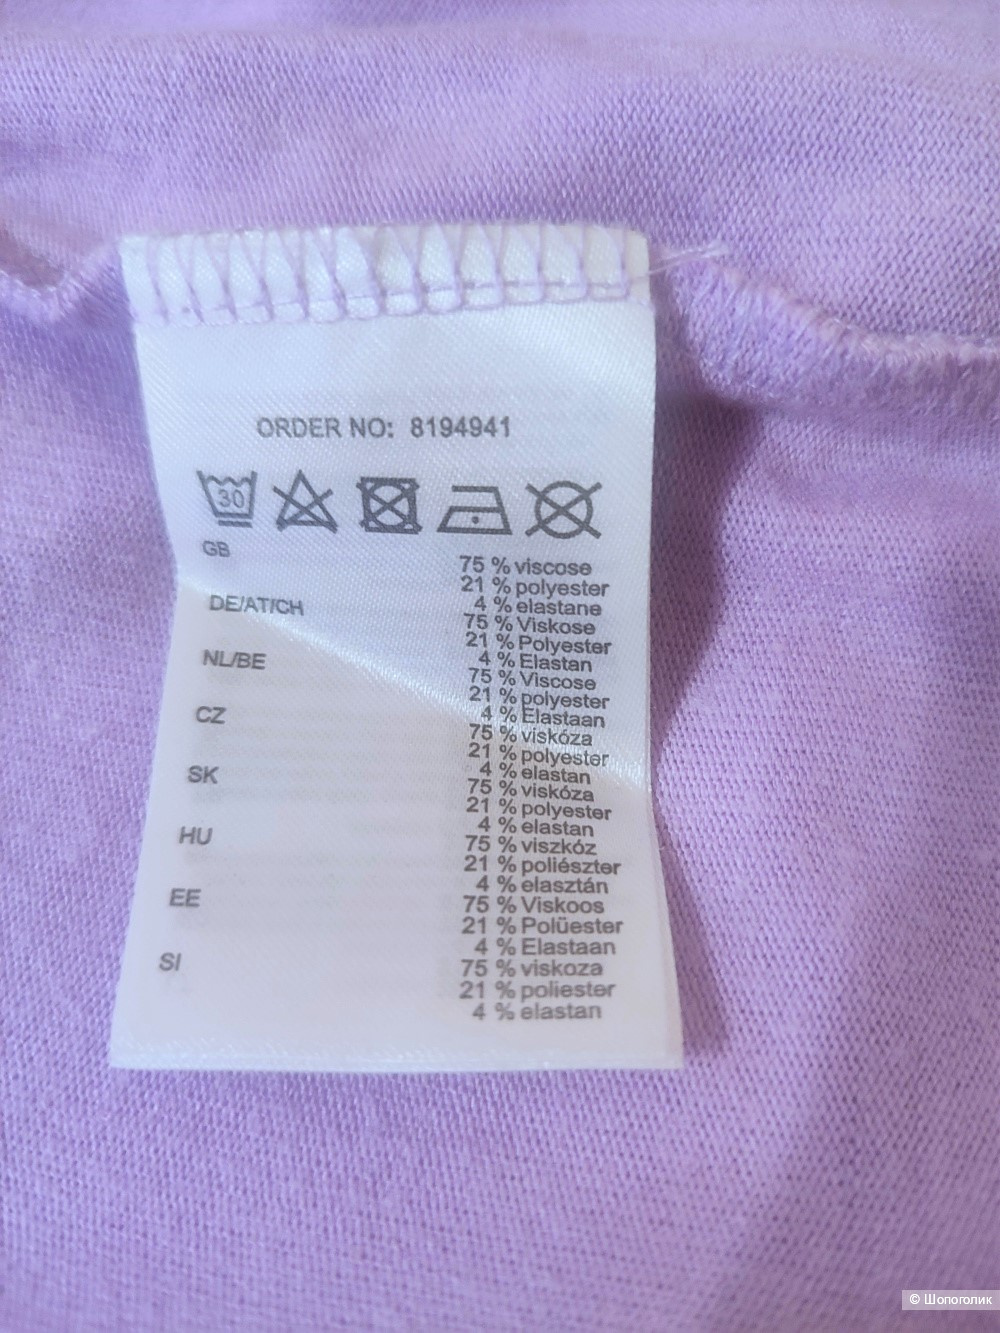 ORDER NO: 8194941
30
GB
75 % viscose
21 % polyester
4 % elastane
DE/AT/CH
75 % Viskose
21 % Polyester
4 % Elastan
NL/BE
75 % Viscose
21 % polyester
4 % Elastaan
CZ
75 % viskóza
21 % polyester
4 % elastan
SK
75 % viskóza
21 % polyester
4 % elastan
HU
75 % viszkóz
21 % poliészter
4 % elasztán
EE
75 % Viskoos
21 % Polüester
4 % Elastaan
SI
75 % viskoza
21 % poliester
4 % elastan
© Шопоголик